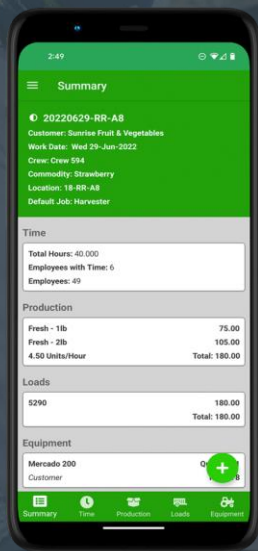 2:49
Summary
20220629-RR-A8
Customer: Sunrise Fruit & Vegetables
Work Date: Wed 29-Jun-2022
Crew: Crew 594
Commodity: Strawberry
Location: 18-RR-A8
Default Job: Harvester
Time
Total Hours: 40.000
Employees with Time: 6
Employees: 49
Production
Fresh - 1lb 75.00
Fresh - 2lb 105.00
4.50 Units/Hour Total: 180.00
Loads
5290 180.00
Total: 180.00
Equipment
Mercado 200
Customer 8
Summary Time Production Loads Equipment